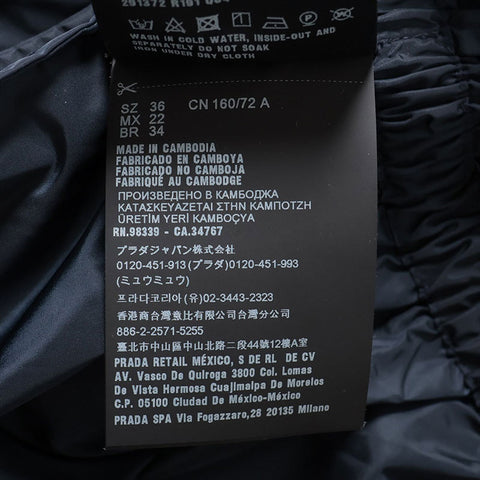 WASH IN COLD WATER, INSIDE-OUT
SEPARATELY DO NOT SOAK
IRON UNDER DRY CLOTH
SZ 36 CN 160/72 A
MX 22
BR 34
MADE IN CAMBODIA
FABRICADO EN CAMBOYA
FABRICADO NO CAMBOJA
FABRIQUÉ AU CAMBODGE
ПРОИЗВЕДЕНО В КАМБОДЖА
ΚΑΤΑΣΚΕΥΑΖΕΤΑΙ ΣΤΗΝ ΚΑΜΠΟΤΖΗ
ÜRETİM YERİ KAMBOÇYA
RN.98339 - CA.34767
プラダジャパン株式会社
0120-451-913 (プラダ) 0120-451-993
(ミュウミュウ)
프라다코리아 (유) 02-3443-2323
香港商台灣意比有限公司台灣分公司
886-2-2571-5255
臺北市中山區中山北路二段44號12樓
PRADA RETAIL MÉXICO, S DE RL DE CV
AV. Vasco De Quiroga 3800 Col. Lomas
De Vista Hermosa Cuajimalpa De Morelos
C.P. 05100 Ciudad De México-México
PRADA SPA Via Fogazzaro,28 20135 Milano